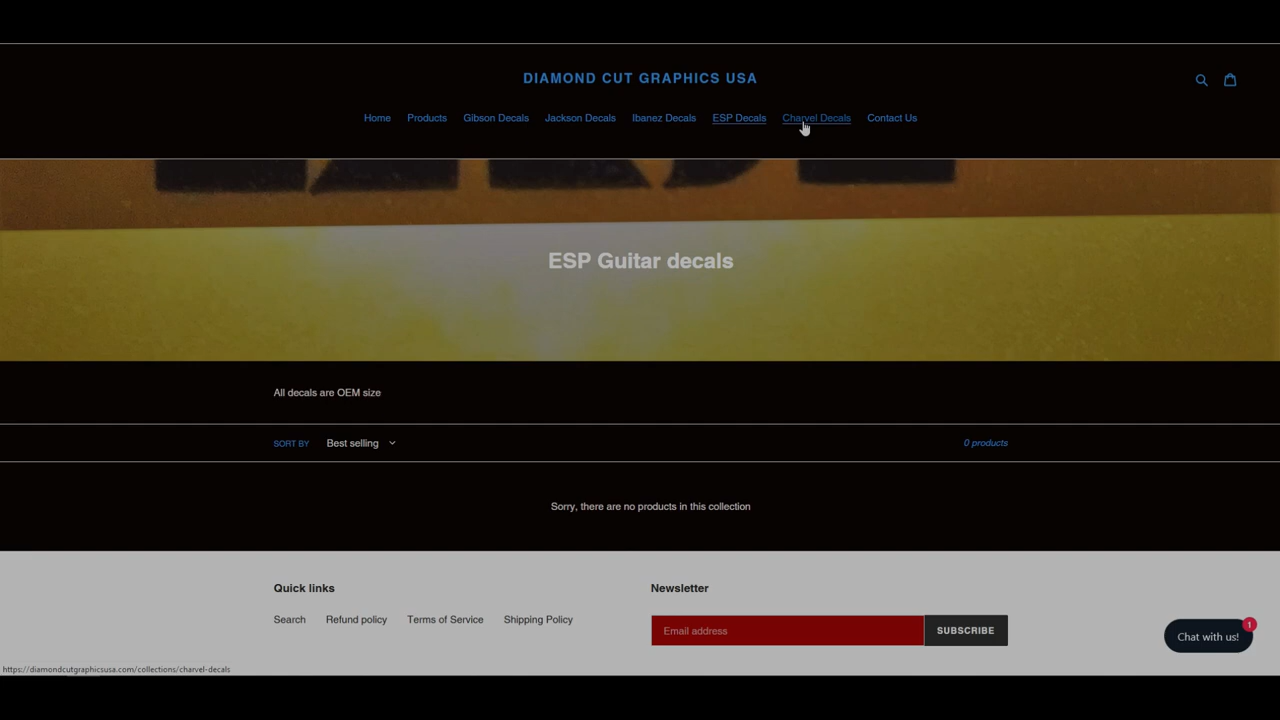 DIAMOND CUT GRAPHICS USA
Home Products Gibson Decals Jackson Decals Ibanez Decals ESP Decals Charvel Decals Contact Us
ESP Guitar decals
All decals are OEM size
SORT BY Best selling 0 products
Sorry, there are no products in this collection
Quick links Newsletter
Search Refund policy Terms of Service Shipping Policy
Email address SUBSCRIBE
Chat with us! 1
https://diamondcutgraphicsusa.com/collections/charvel-decals